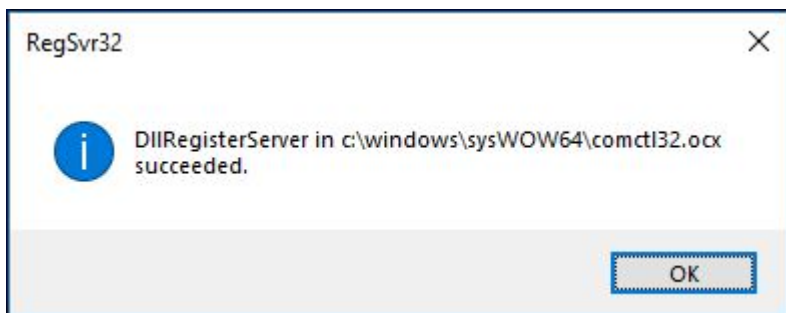 RegSvr32
DllRegisterServer in c:\windows\sysWOW64\comctl32.ocx
succeeded.
OK